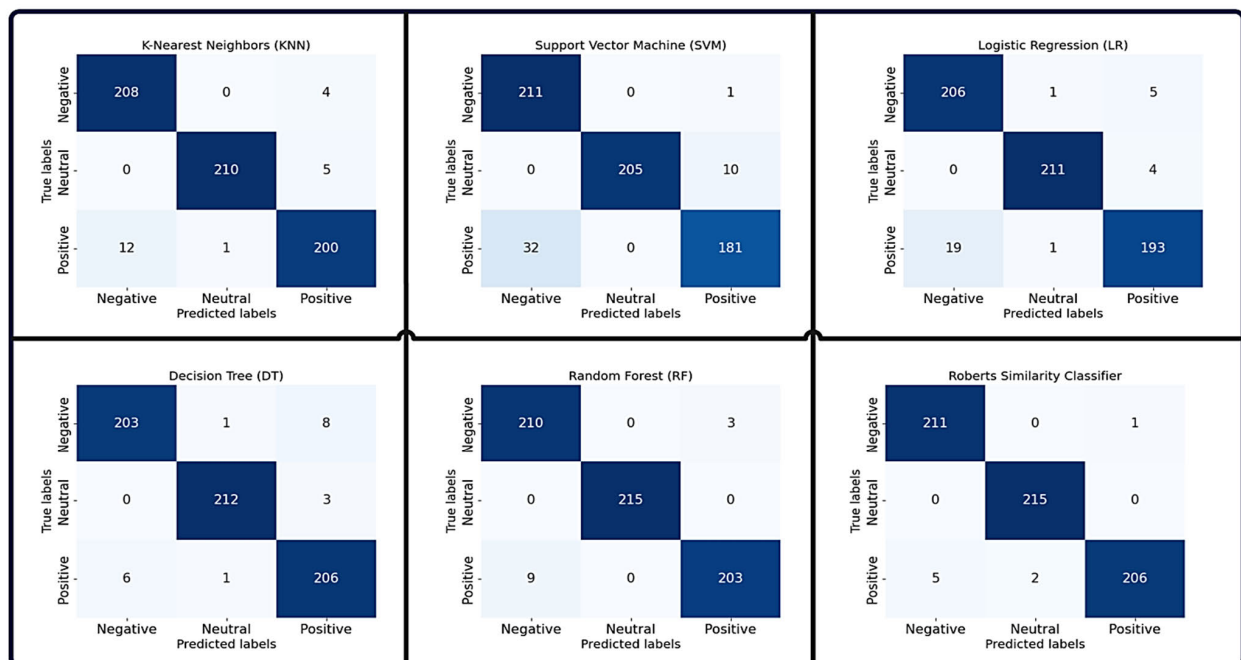 K-Nearest Neighbors (KNN)
Negative 208 0 4
True labels
Neutral 0 210 5
Positive 12 1 200
Negative Neutral Positive
Predicted labels
Support Vector Machine (SVM)
Negative 211 0 1
True labels
Neutral 0 205 10
Positive 32 0 181
Negative Neutral Positive
Predicted labels
Logistic Regression (LR)
Negative 206 1 5
True labels
Neutral 0 211 4
Positive 19 1 193
Negative Neutral Positive
Predicted labels
Decision Tree (DT)
Negative 203 1 8
True labels
Neutral 0 212 3
Positive 6 1 206
Negative Neutral Positive
Predicted labels
Random Forest (RF)
Negative 210 0 3
True labels
Neutral 0 215 0
Positive 9 0 203
Negative Neutral Positive
Predicted labels
Roberts Similarity Classifier
Negative 211 0 1
True labels
Neutral 0 215 0
Positive 5 2 206
Negative Neutral Positive
Predicted labels